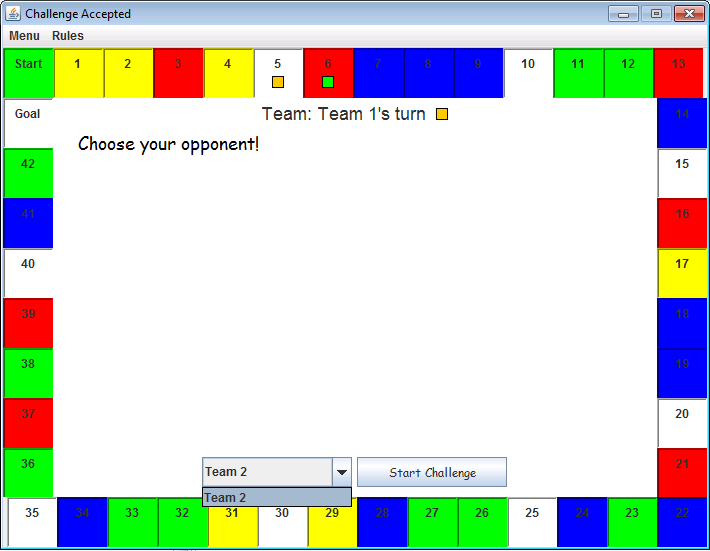 Challenge Accepted
Menu Rules
Start 1 2 3 4 5 6 7 8 9 10 11 12 13
Goal Team: Team 1's turn 14
Choose your opponent!
42 15
41 16
40 17
39 18
38 19
37 20
Team 2 Start Challenge
36 21
Team 2
35 34 33 32 31 30 29 28 27 26 25 24 23 22